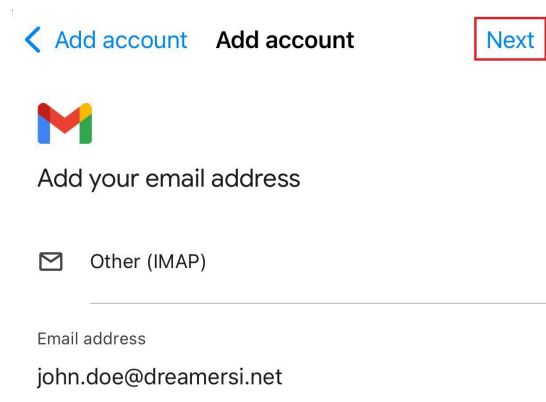 Add account Add account Next
Add your email address
Other (IMAP)
Email address
john.doe@dreamersi.net